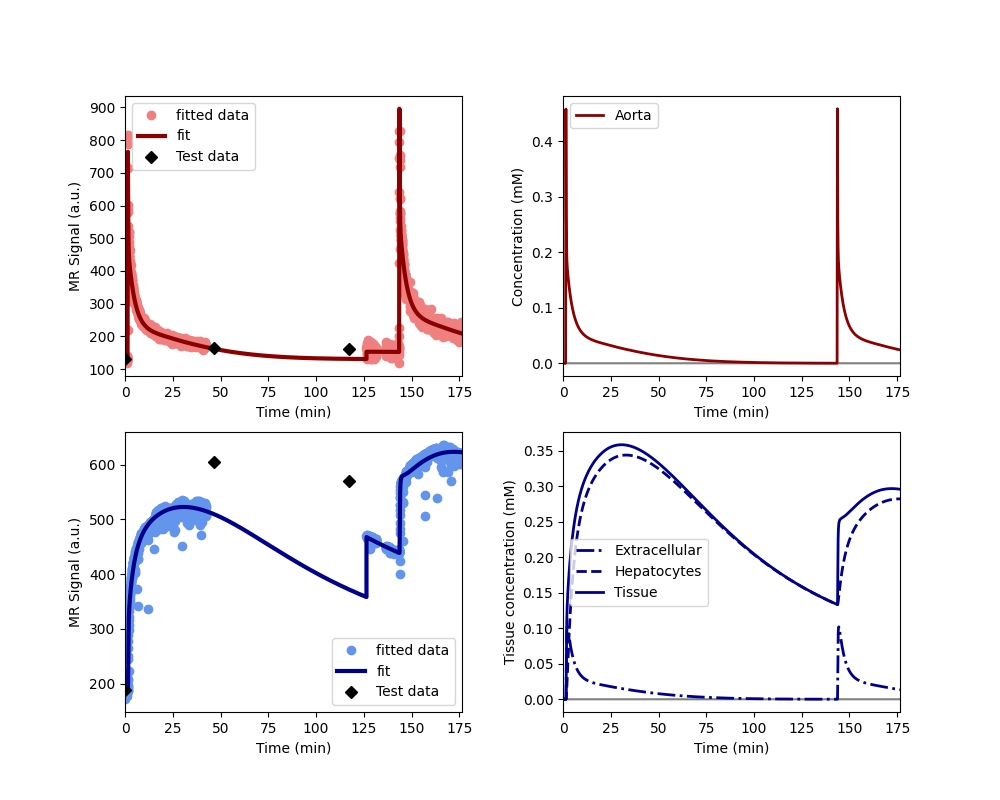 900
800
700
600
500
400
300
200
100
MR Signal (a.u.)
fitted data
fit
Test data
0 25 50 75 100 125 150 175
Time (min)
0.4
0.3
0.2
0.1
0.0
Concentration (mM)
Aorta
0 25 50 75 100 125 150 175
Time (min)
600
500
400
300
200
MR Signal (a.u.)
fitted data
fit
Test data
0 25 50 75 100 125 150 175
Time (min)
0.35
0.30
0.25
0.20
0.15
0.10
0.05
0.00
Tissue concentration (mM)
Extracellular
Hepatocytes
Tissue
0 25 50 75 100 125 150 175
Time (min)